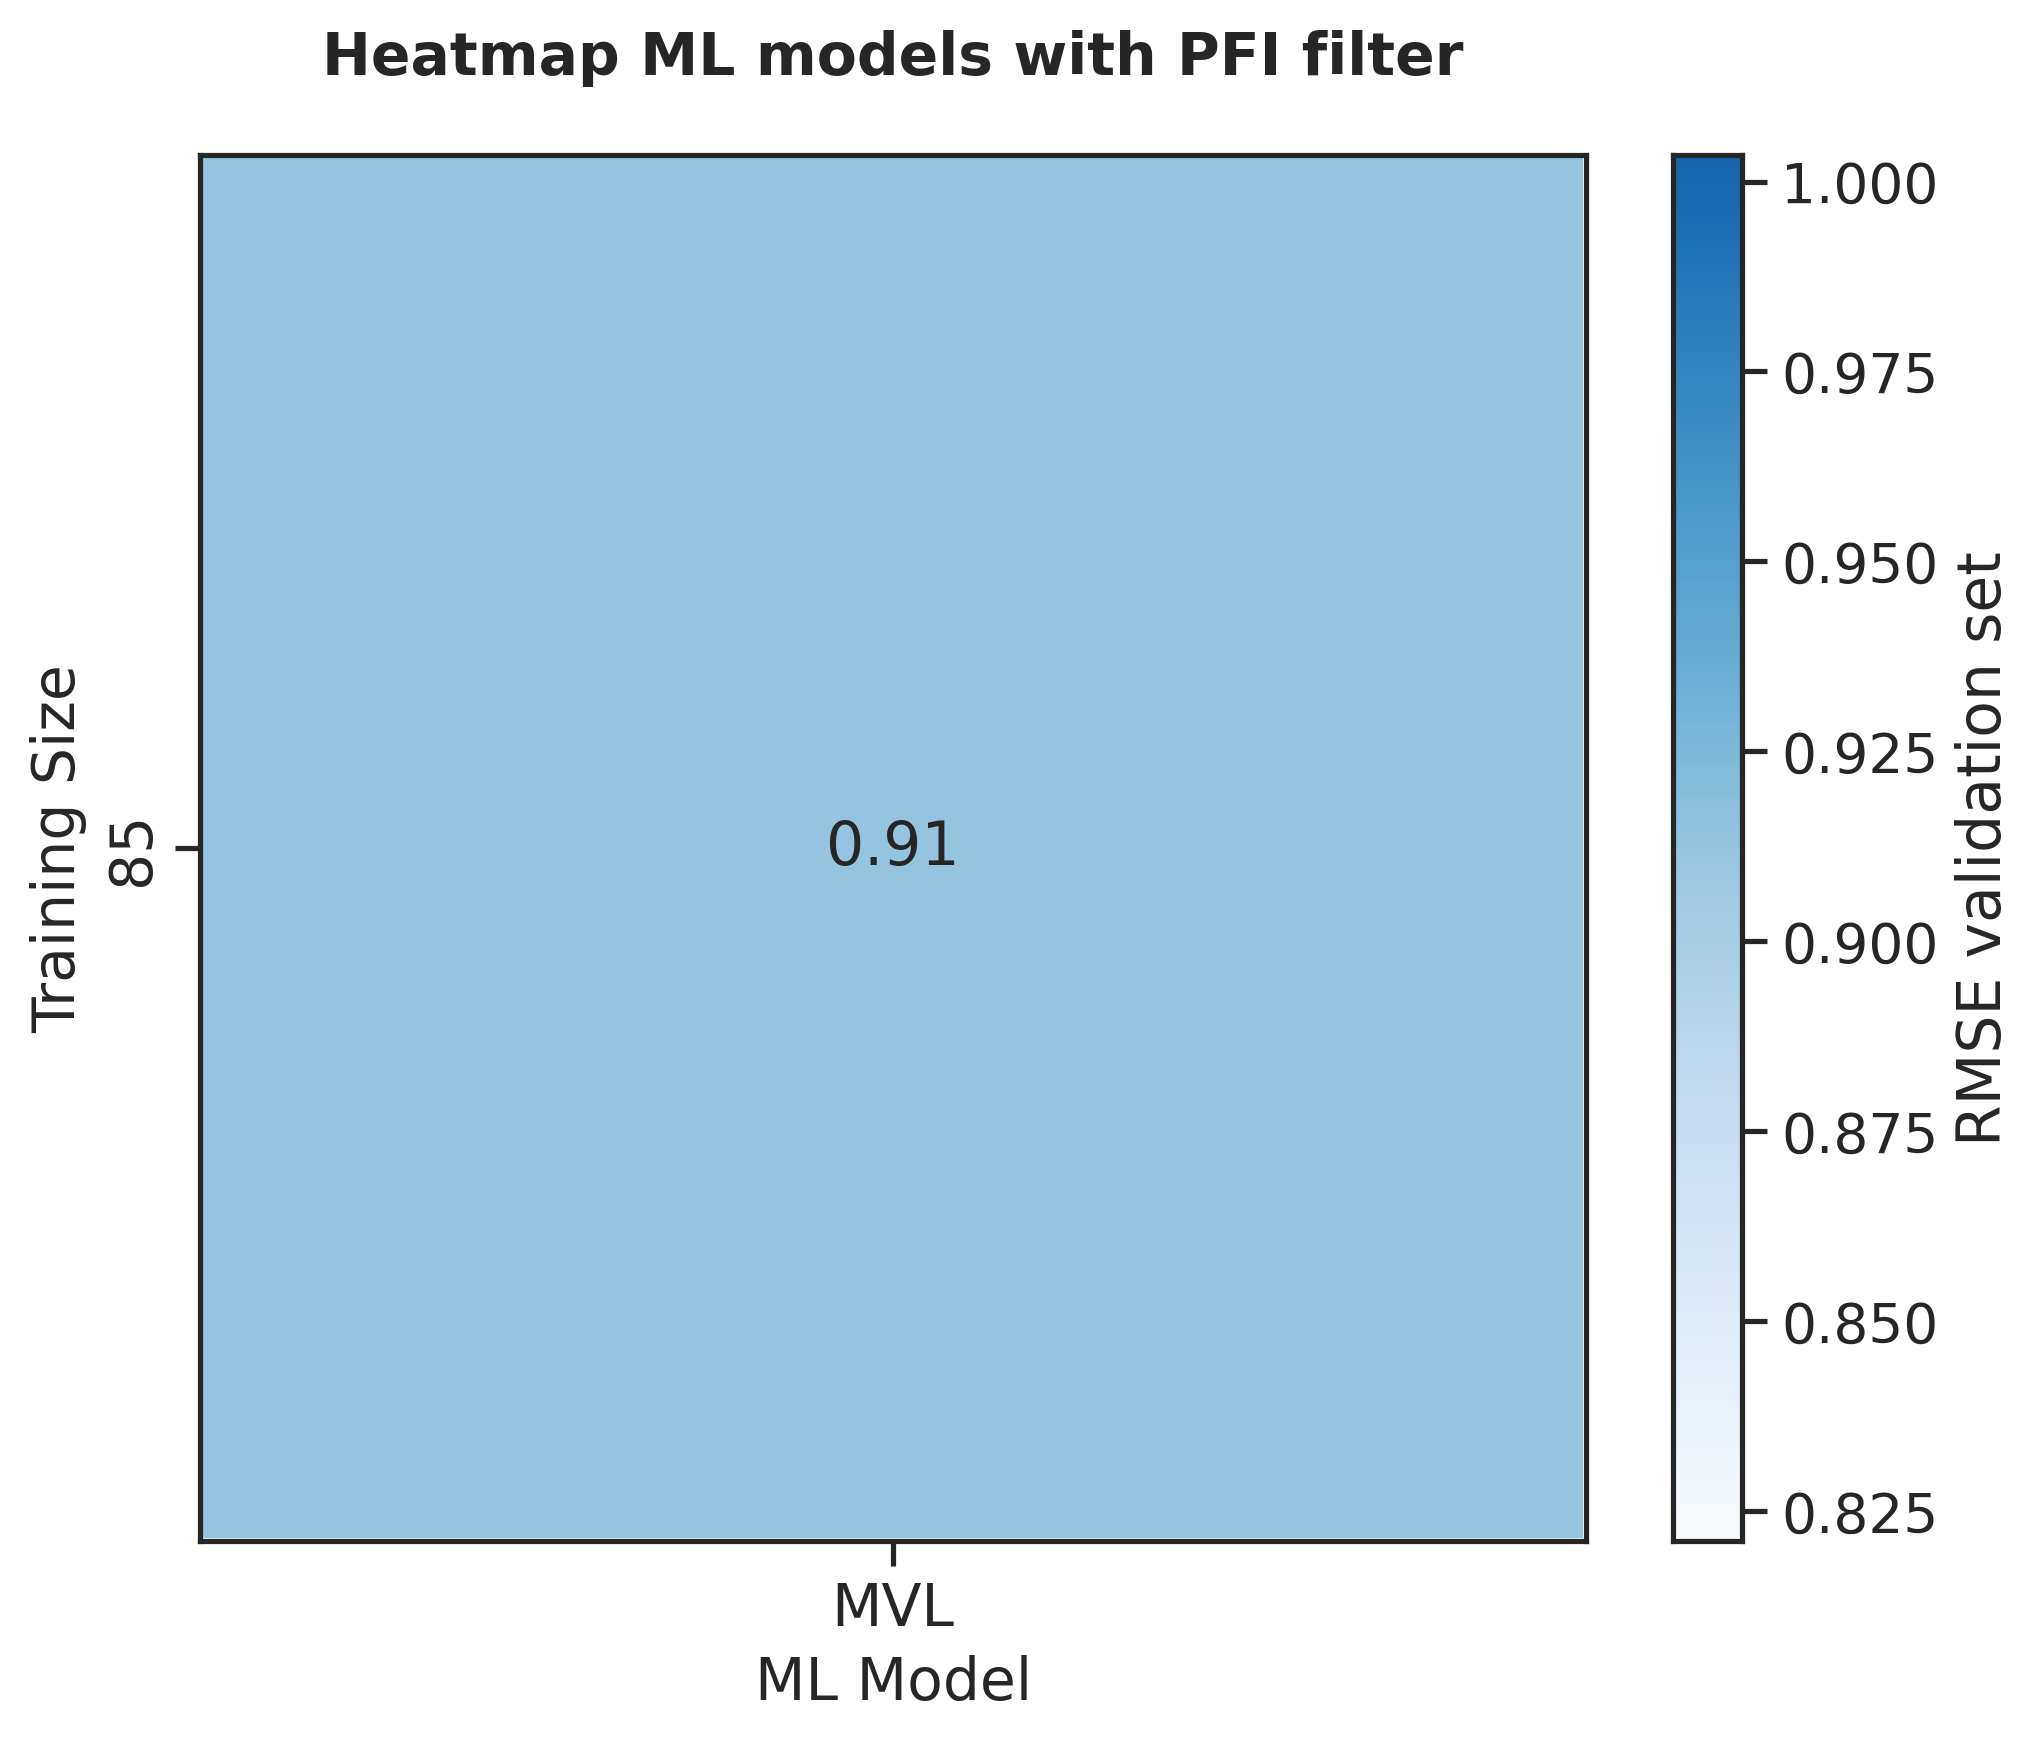 Heatmap ML models with PFI filter
Training Size
85
0.91
MVL
ML Model
1.000
0.975
0.950
0.925
0.900
0.875
0.850
0.825
RMSE validation set